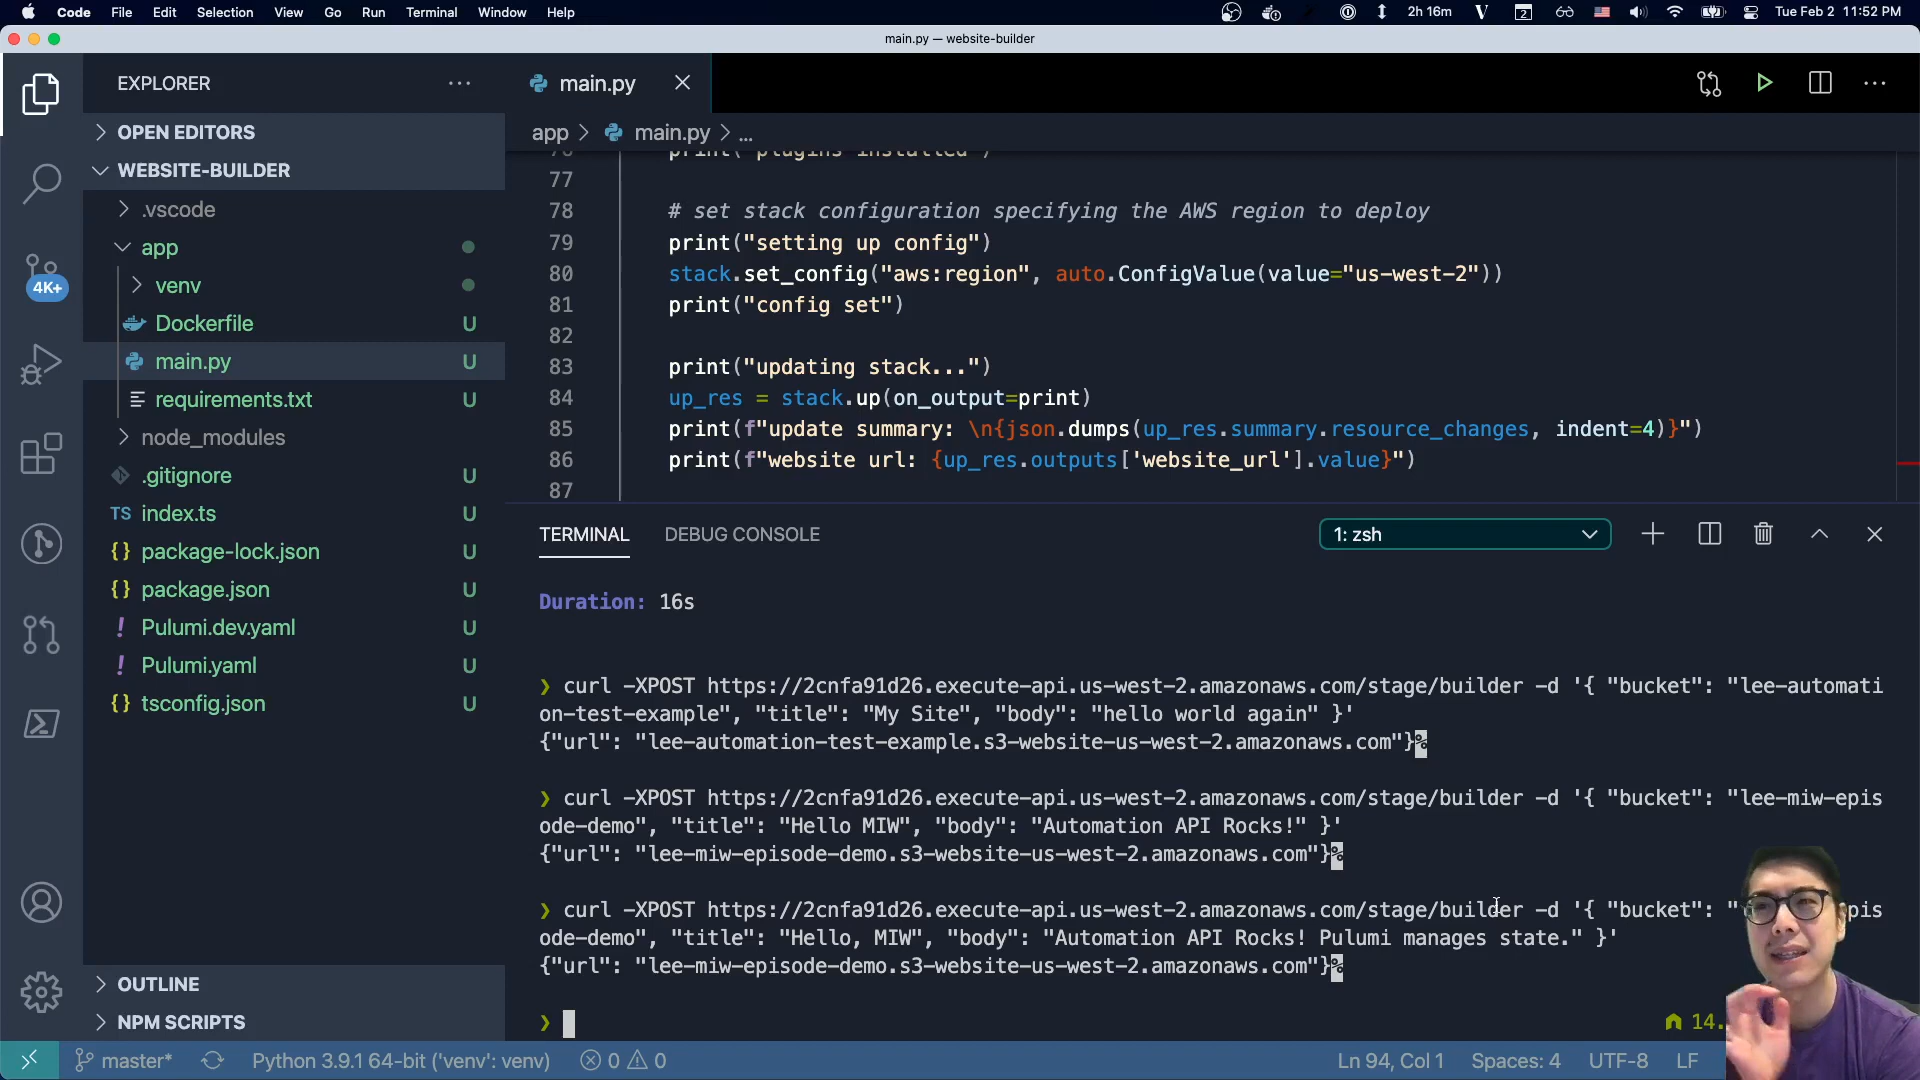 Code File Edit Selection View Go Run Terminal Window Help
2h 16m
2
Tue Feb 2 11:52 PM
main.py — website-builder
EXPLORER
OPEN EDITORS
WEBSITE-BUILDER
.vscode
app
venv
Dockerfile U
main.py U
requirements.txt U
node_modules
.gitignore U
TS index.ts U
{} package-lock.json U
{} package.json U
! Pulumi.dev.yaml U
! Pulumi.yaml U
{} tsconfig.json U
OUTLINE
NPM SCRIPTS
4K+
main.py
app > main.py > ...
76 print("plugins installed")
77
78 # set stack configuration specifying the AWS region to deploy
79 print("setting up config")
80 stack.set_config("aws:region", auto.ConfigValue(value="us-west-2"))
81 print("config set")
82
83 print("updating stack...")
84 up_res = stack.up(on_output=print)
85 print(f"update summary: \n{json.dumps(up_res.summary.resource_changes, indent=4)}")
86 print(f"website url: {up_res.outputs['website_url'].value}")
87
TERMINAL DEBUG CONSOLE
1: zsh
Duration: 16s
❯ curl -XPOST https://2cnfa91d26.execute-api.us-west-2.amazonaws.com/stage/builder -d '{ "bucket": "lee-automati
on-test-example", "title": "My Site", "body": "hello world again" }'
{"url": "lee-automation-test-example.s3-website-us-west-2.amazonaws.com"}%
❯ curl -XPOST https://2cnfa91d26.execute-api.us-west-2.amazonaws.com/stage/builder -d '{ "bucket": "lee-miw-epis
ode-demo", "title": "Hello MIW", "body": "Automation API Rocks!" }'
{"url": "lee-miw-episode-demo.s3-website-us-west-2.amazonaws.com"}%
❯ curl -XPOST https://2cnfa91d26.execute-api.us-west-2.amazonaws.com/stage/builder -d '{ "bucket": " pis
ode-demo", "title": "Hello, MIW", "body": "Automation API Rocks! Pulumi manages state." }'
{"url": "lee-miw-episode-demo.s3-website-us-west-2.amazonaws.com"}%
❯
14.
master* Python 3.9.1 64-bit ('venv': venv) 0 0
Ln 94, Col 1 Spaces: 4 UTF-8 LF